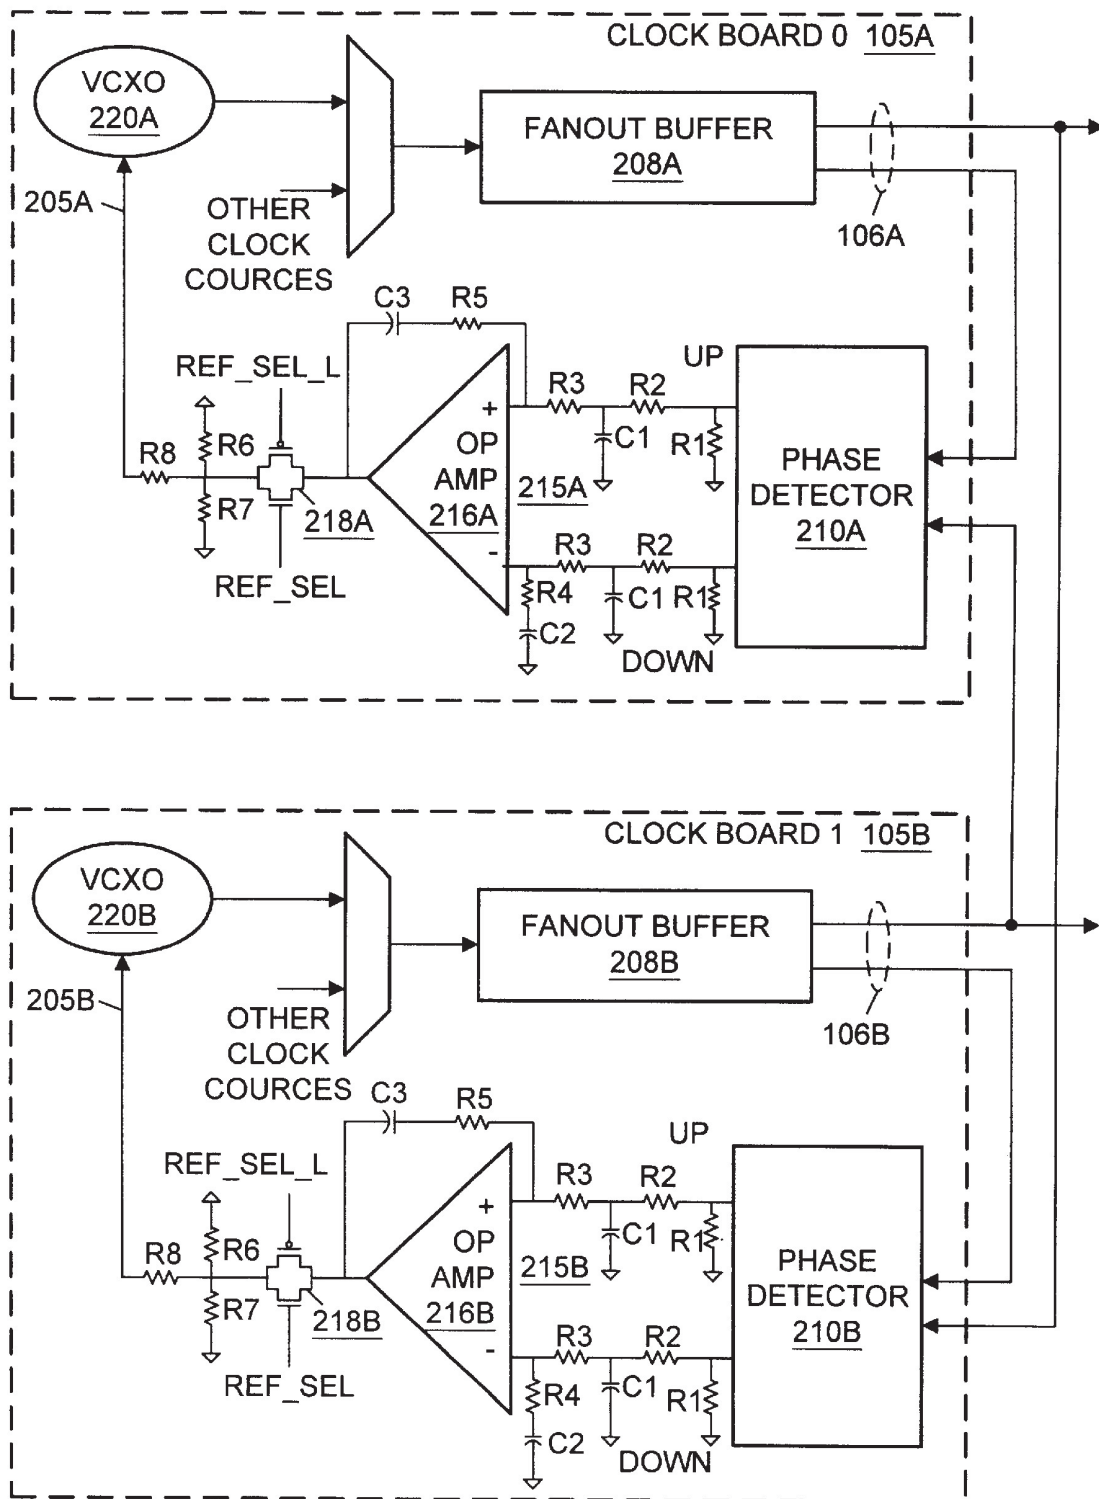 CLOCK BOARD 0 105A
VCXO
220A
FANOUT BUFFER
208A
205A
OTHER
CLOCK
COURCES
106A
C3
R5
REF_SEL_L
UP
R3
R2
+
OP
AMP
216A
215A
C1
R1
PHASE
DETECTOR
210A
R8
R6
R7
218A
-
R3
R2
REF_SEL
R4
C1
R1
C2
DOWN
CLOCK BOARD 1 105B
VCXO
220B
FANOUT BUFFER
208B
205B
OTHER
CLOCK
COURCES
106B
C3
R5
REF_SEL_L
UP
R3
R2
+
OP
AMP
216B
215B
C1
R1
PHASE
DETECTOR
210B
R8
R6
R7
218B
-
R3
R2
REF_SEL
R4
C1
R1
C2
DOWN